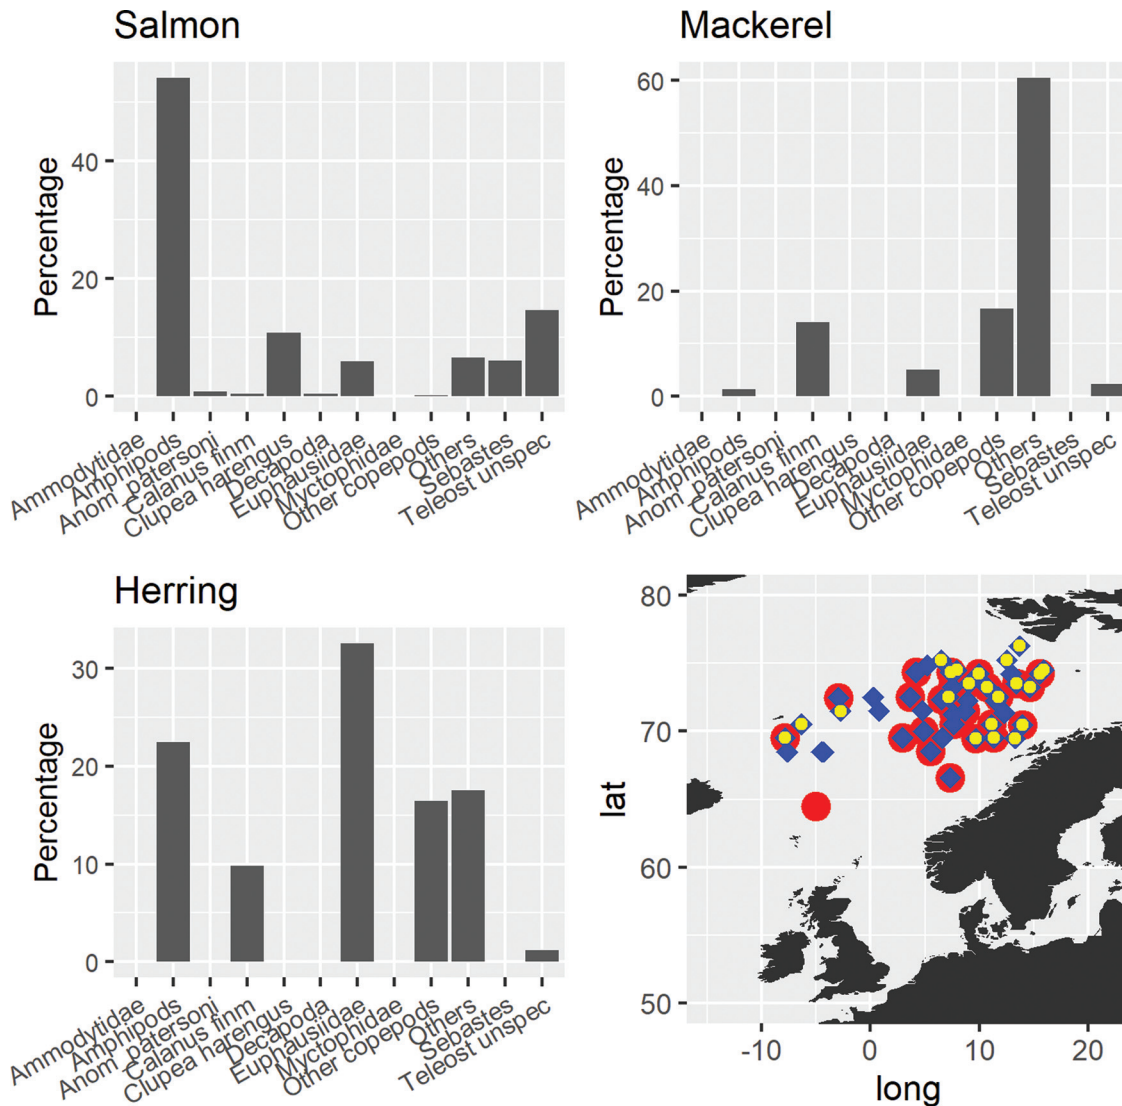 Salmon
Percentage
40
20
0
Ammodytidae
Amphipods
Anom_patersoni
Calanus finm
Clupea harengus
Decapoda
Euphausiidae
Myctophidae
Other copepods
Others
Sebastes
Teleost unspec
Mackerel
Percentage
60
40
20
0
Ammodytidae
Amphipods
Anom_patersoni
Calanus finm
Clupea harengus
Decapoda
Euphausiidae
Myctophidae
Other copepods
Others
Sebastes
Teleost unspec
Herring
Percentage
30
20
10
0
Ammodytidae
Amphipods
Anom_patersoni
Calanus finm
Clupea harengus
Decapoda
Euphausiidae
Myctophidae
Other copepods
Others
Sebastes
Teleost unspec
lat
80
70
60
50
-10 0 10 20
long